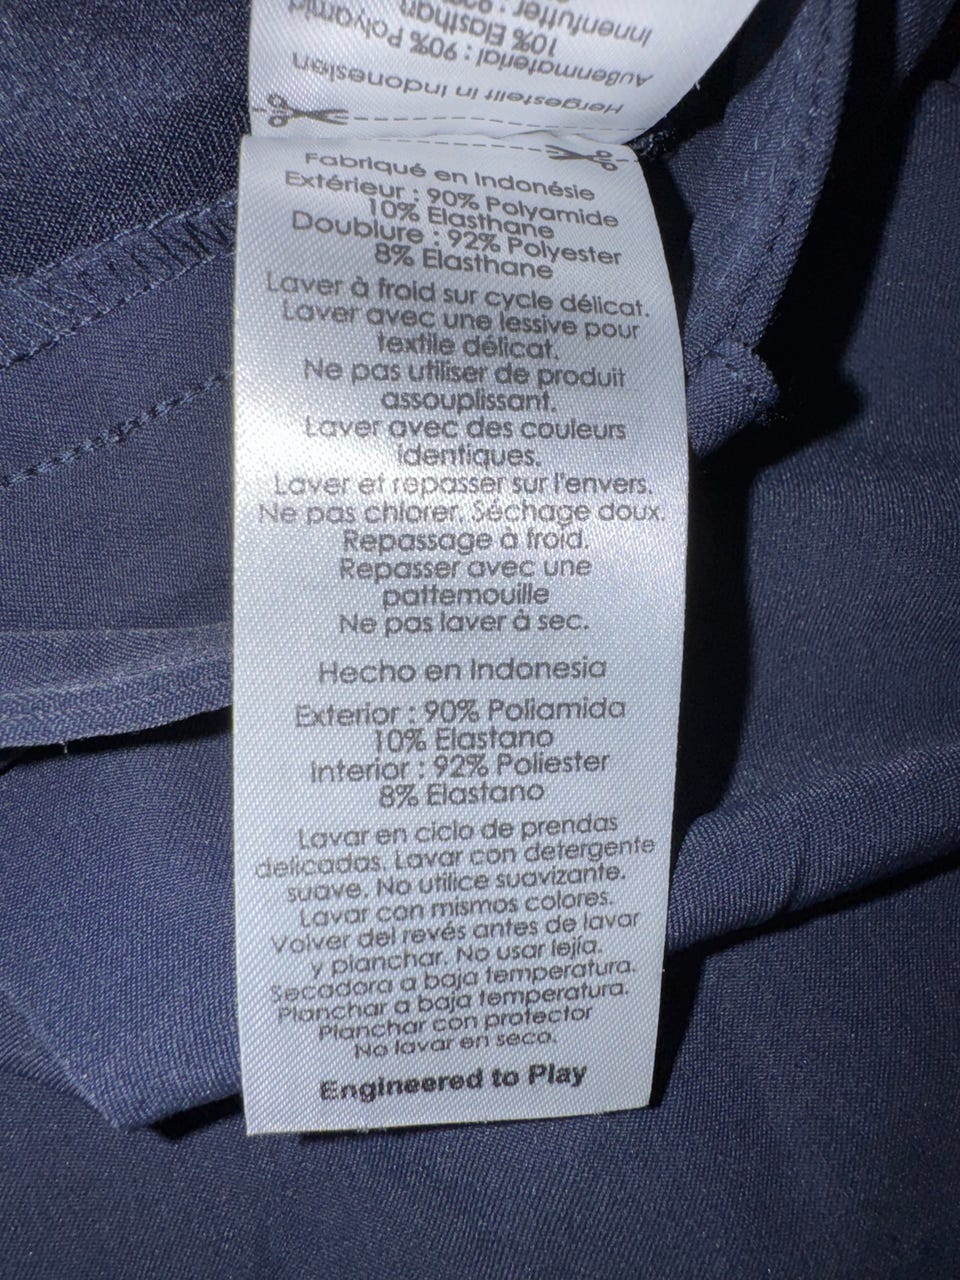 Hergestellt in Indonesien
Außenmaterial : 90% Polyamid
10% Elasthan
Innenfutter :
Fabriqué en Indonésie
Extérieur : 90% Polyamide
10% Elasthane
Doublure : 92% Polyester
8% Elasthane
Laver à froid sur cycle délicat.
Laver avec une lessive pour
textile délicat.
Ne pas utiliser de produit
assouplissant.
Laver avec des couleurs
identiques.
Laver et repasser sur l'envers.
Ne pas chlorer. Séchage doux.
Repassage à froid.
Repasser avec une
pattemouille
Ne pas laver à sec.
Hecho en Indonesia
Exterior : 90% Poliamida
10% Elastano
Interior : 92% Poliester
8% Elastano
Lavar en ciclo de prendas
delicadas. Lavar con detergente
suave. No utilice suavizante.
Lavar con mismos colores.
Volver del revés antes de lavar
y planchar. No usar lejía.
Secadora a baja temperatura.
Planchar a baja temperatura.
Planchar con protector
No lavar en seco.
Engineered to Play